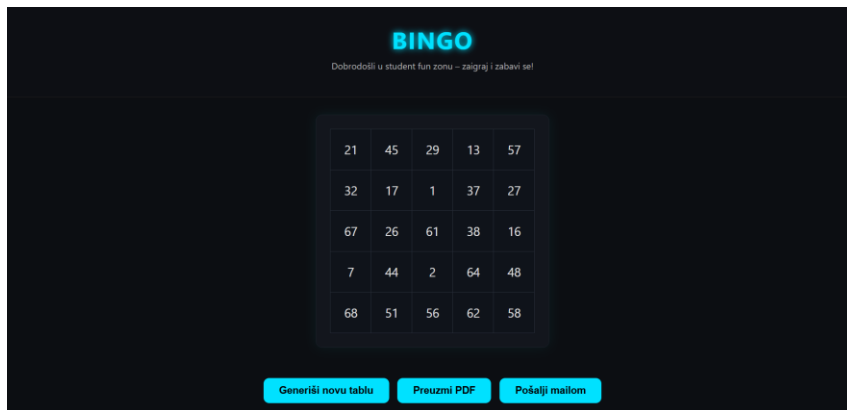 BINGO
Dobrodošli u student fun zonu – zaigraj i zabavi se!
21 45 29 13 57
32 17 1 37 27
67 26 61 38 16
7 44 2 64 48
68 51 56 62 58
Generiši novu tablu Preuzmi PDF Pošalji mailom